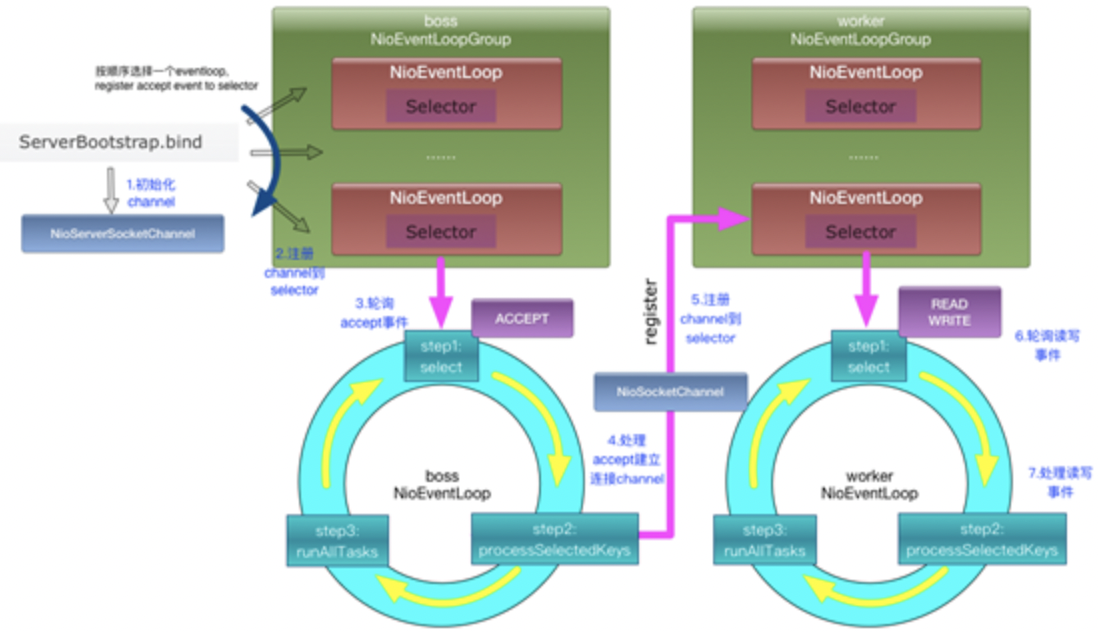 boss
NioEventLoopGroup
NioEventLoop
Selector
......
NioEventLoop
Selector
worker
NioEventLoopGroup
NioEventLoop
Selector
......
NioEventLoop
Selector
按顺序选择一个eventloop,
register accept event to selector
ServerBootstrap.bind
1.初始化
channel
NioServerSocketChannel
2.注册
channel到
selector
3.轮询
accept事件
ACCEPT
step1:
select
boss
NioEventLoop
step2:
processSelectedKeys
step3:
runAllTasks
4.处理
accept建立
连接channel
NioSocketChannel
register
5.注册
channel到
selector
READ
WRITE
6.轮询读写
事件
step1:
select
worker
NioEventLoop
7.处理读写
事件
step2:
processSelectedKeys
step3:
runAllTasks